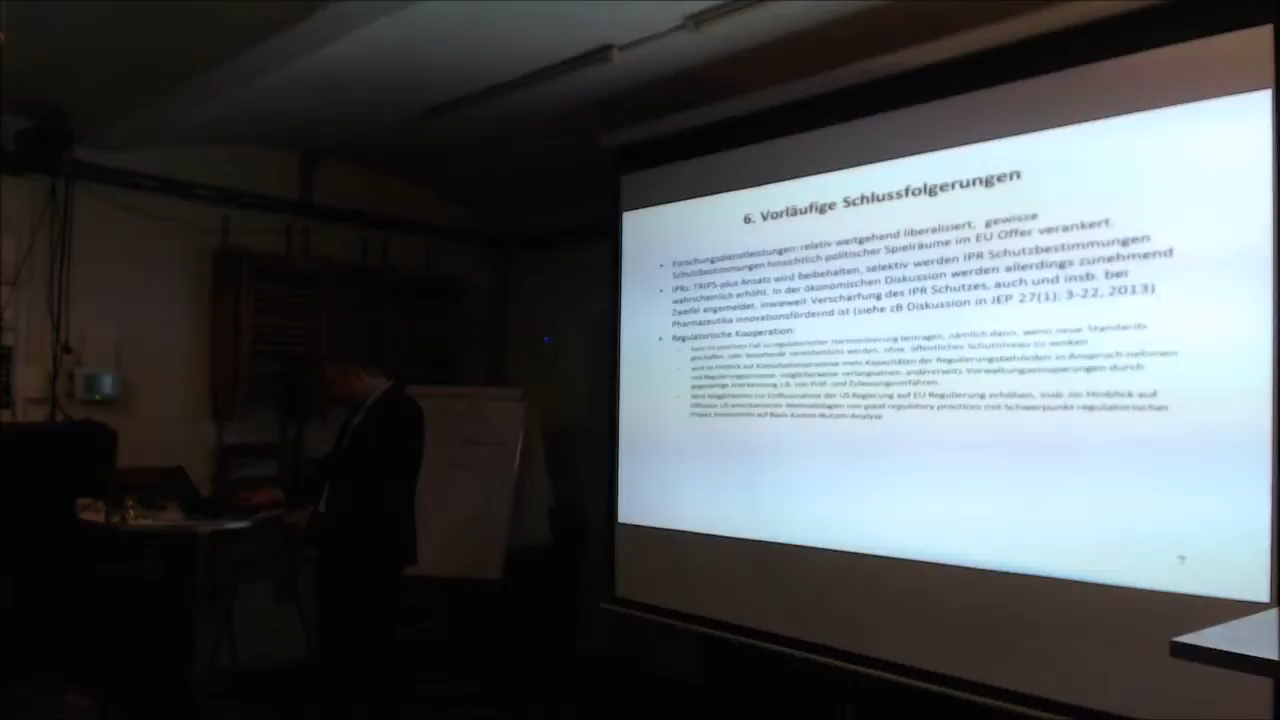 6. Vorläufige Schlussfolgerungen
• Forschungsdienstleistungen: relativ weitgehend liberalisiert, gewisse
Schutzbestimmungen hinsichtlich politischer Spielräume im EU Offer verankert
• IPRs: TRIPS-plus Ansatz wird beibehalten, selektiv werden IPR Schutzbestimmungen
wahrscheinlich erhöht. In der ökonomischen Diskussion werden allerdings zunehmend
Zweifel angemeldet, inwieweit Verschärfung des IPR Schutzes, auch und insb. bei
Pharmazeutika innovationsfördernd ist (siehe zB Diskussion in JEP 27(1): 3-22, 2013)
• Regulatorische Kooperation:
- kann im positiven Fall zu regulatorischer Harmonisierung beitragen, nämlich dann, wenn neue Standards
geschaffen oder bestehende vereinheitlicht werden, ohne öffentliches Schutzniveau zu senken
- wird im Hinblick auf Konsultationsprozesse mehr Kapazitäten der Regulierungsbehörden in Anspruch nehmen
und Regulierungsprozesse möglicherweise verlangsamen, andererseits Verwaltungseinsparungen durch
gegenseitige Anerkennung z.B. von Prüf- und Zulassungsverfahren.
- Wird Möglichkeiten zur Einflussnahme der US Regierung auf EU Regulierung erhöhen, insb. im Hinblick auf
Diffusion US-amerikanischer Methodologien von good regulatory practices mit Schwerpunkt regulatorischer
Impact Assessments auf Basis Kosten-Nutzen-Analyse
7